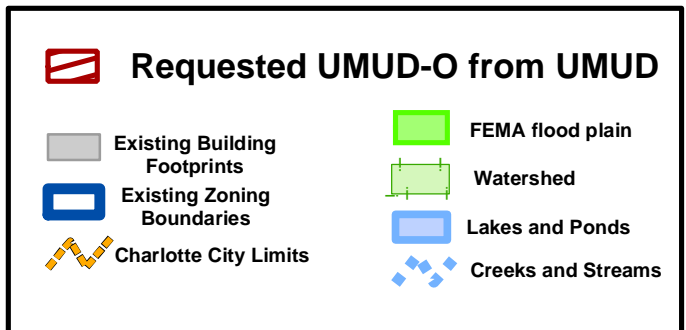 Requested UMUD-O from UMUD
Existing Building
Footprints
Existing Zoning
Boundaries
Charlotte City Limits
FEMA flood plain
Watershed
Lakes and Ponds
Creeks and Streams